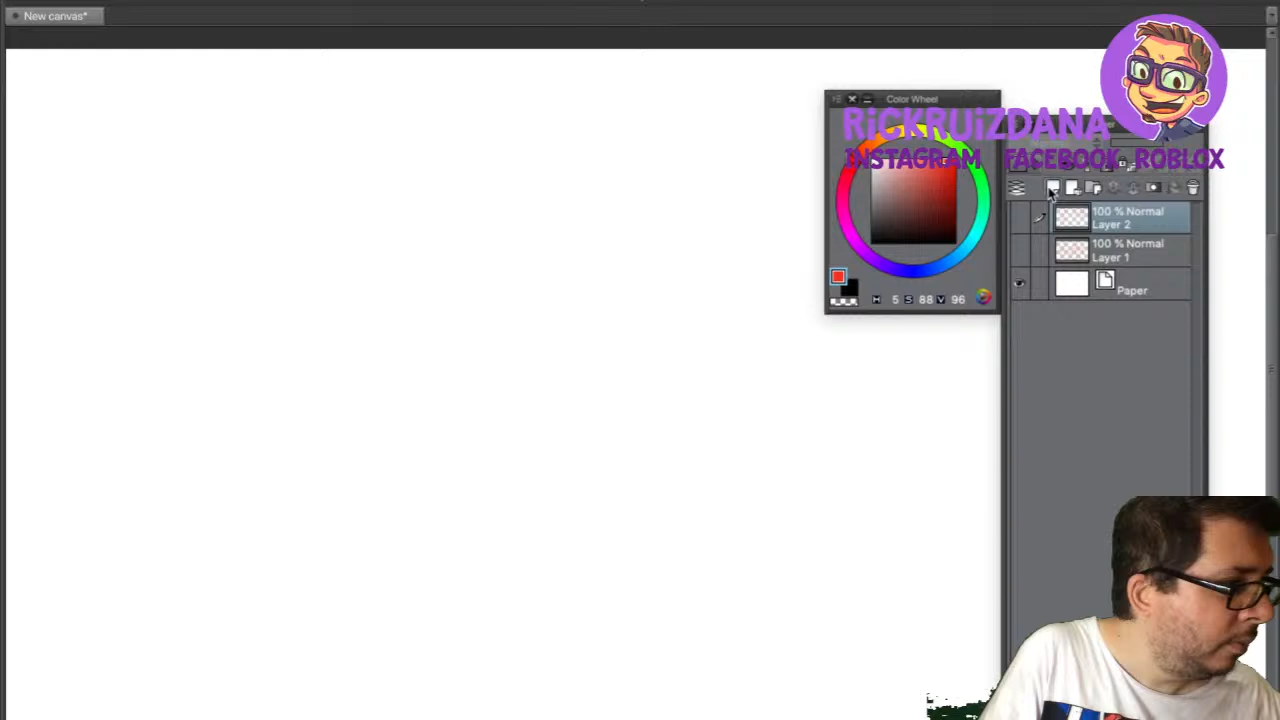 New canvas*
Color Wheel
RiCKRUiZDANA
INSTAGRAM FACEBOOK ROBLOX
100 % Normal
Layer 2
100 % Normal
Layer 1
Paper
H 5 S 88 V 96